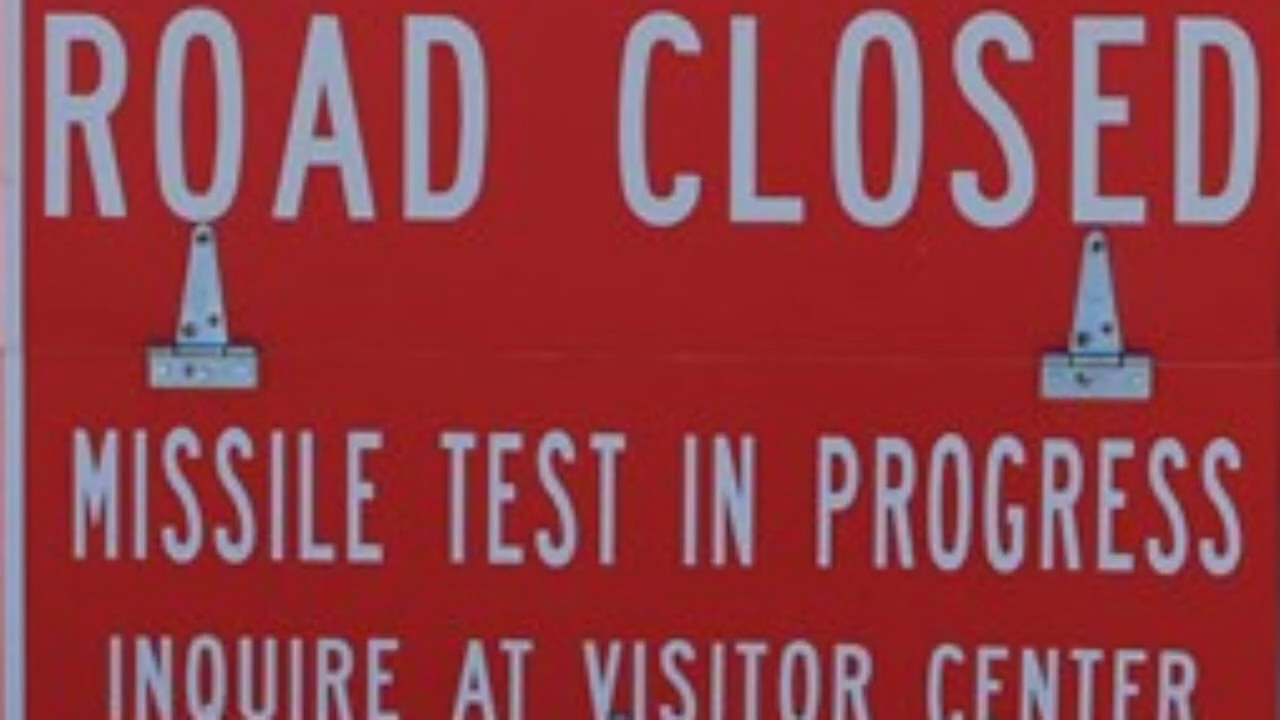 ROAD CLOSED
MISSILE TEST IN PROGRESS
INQUIRE AT VISITOR CENTER